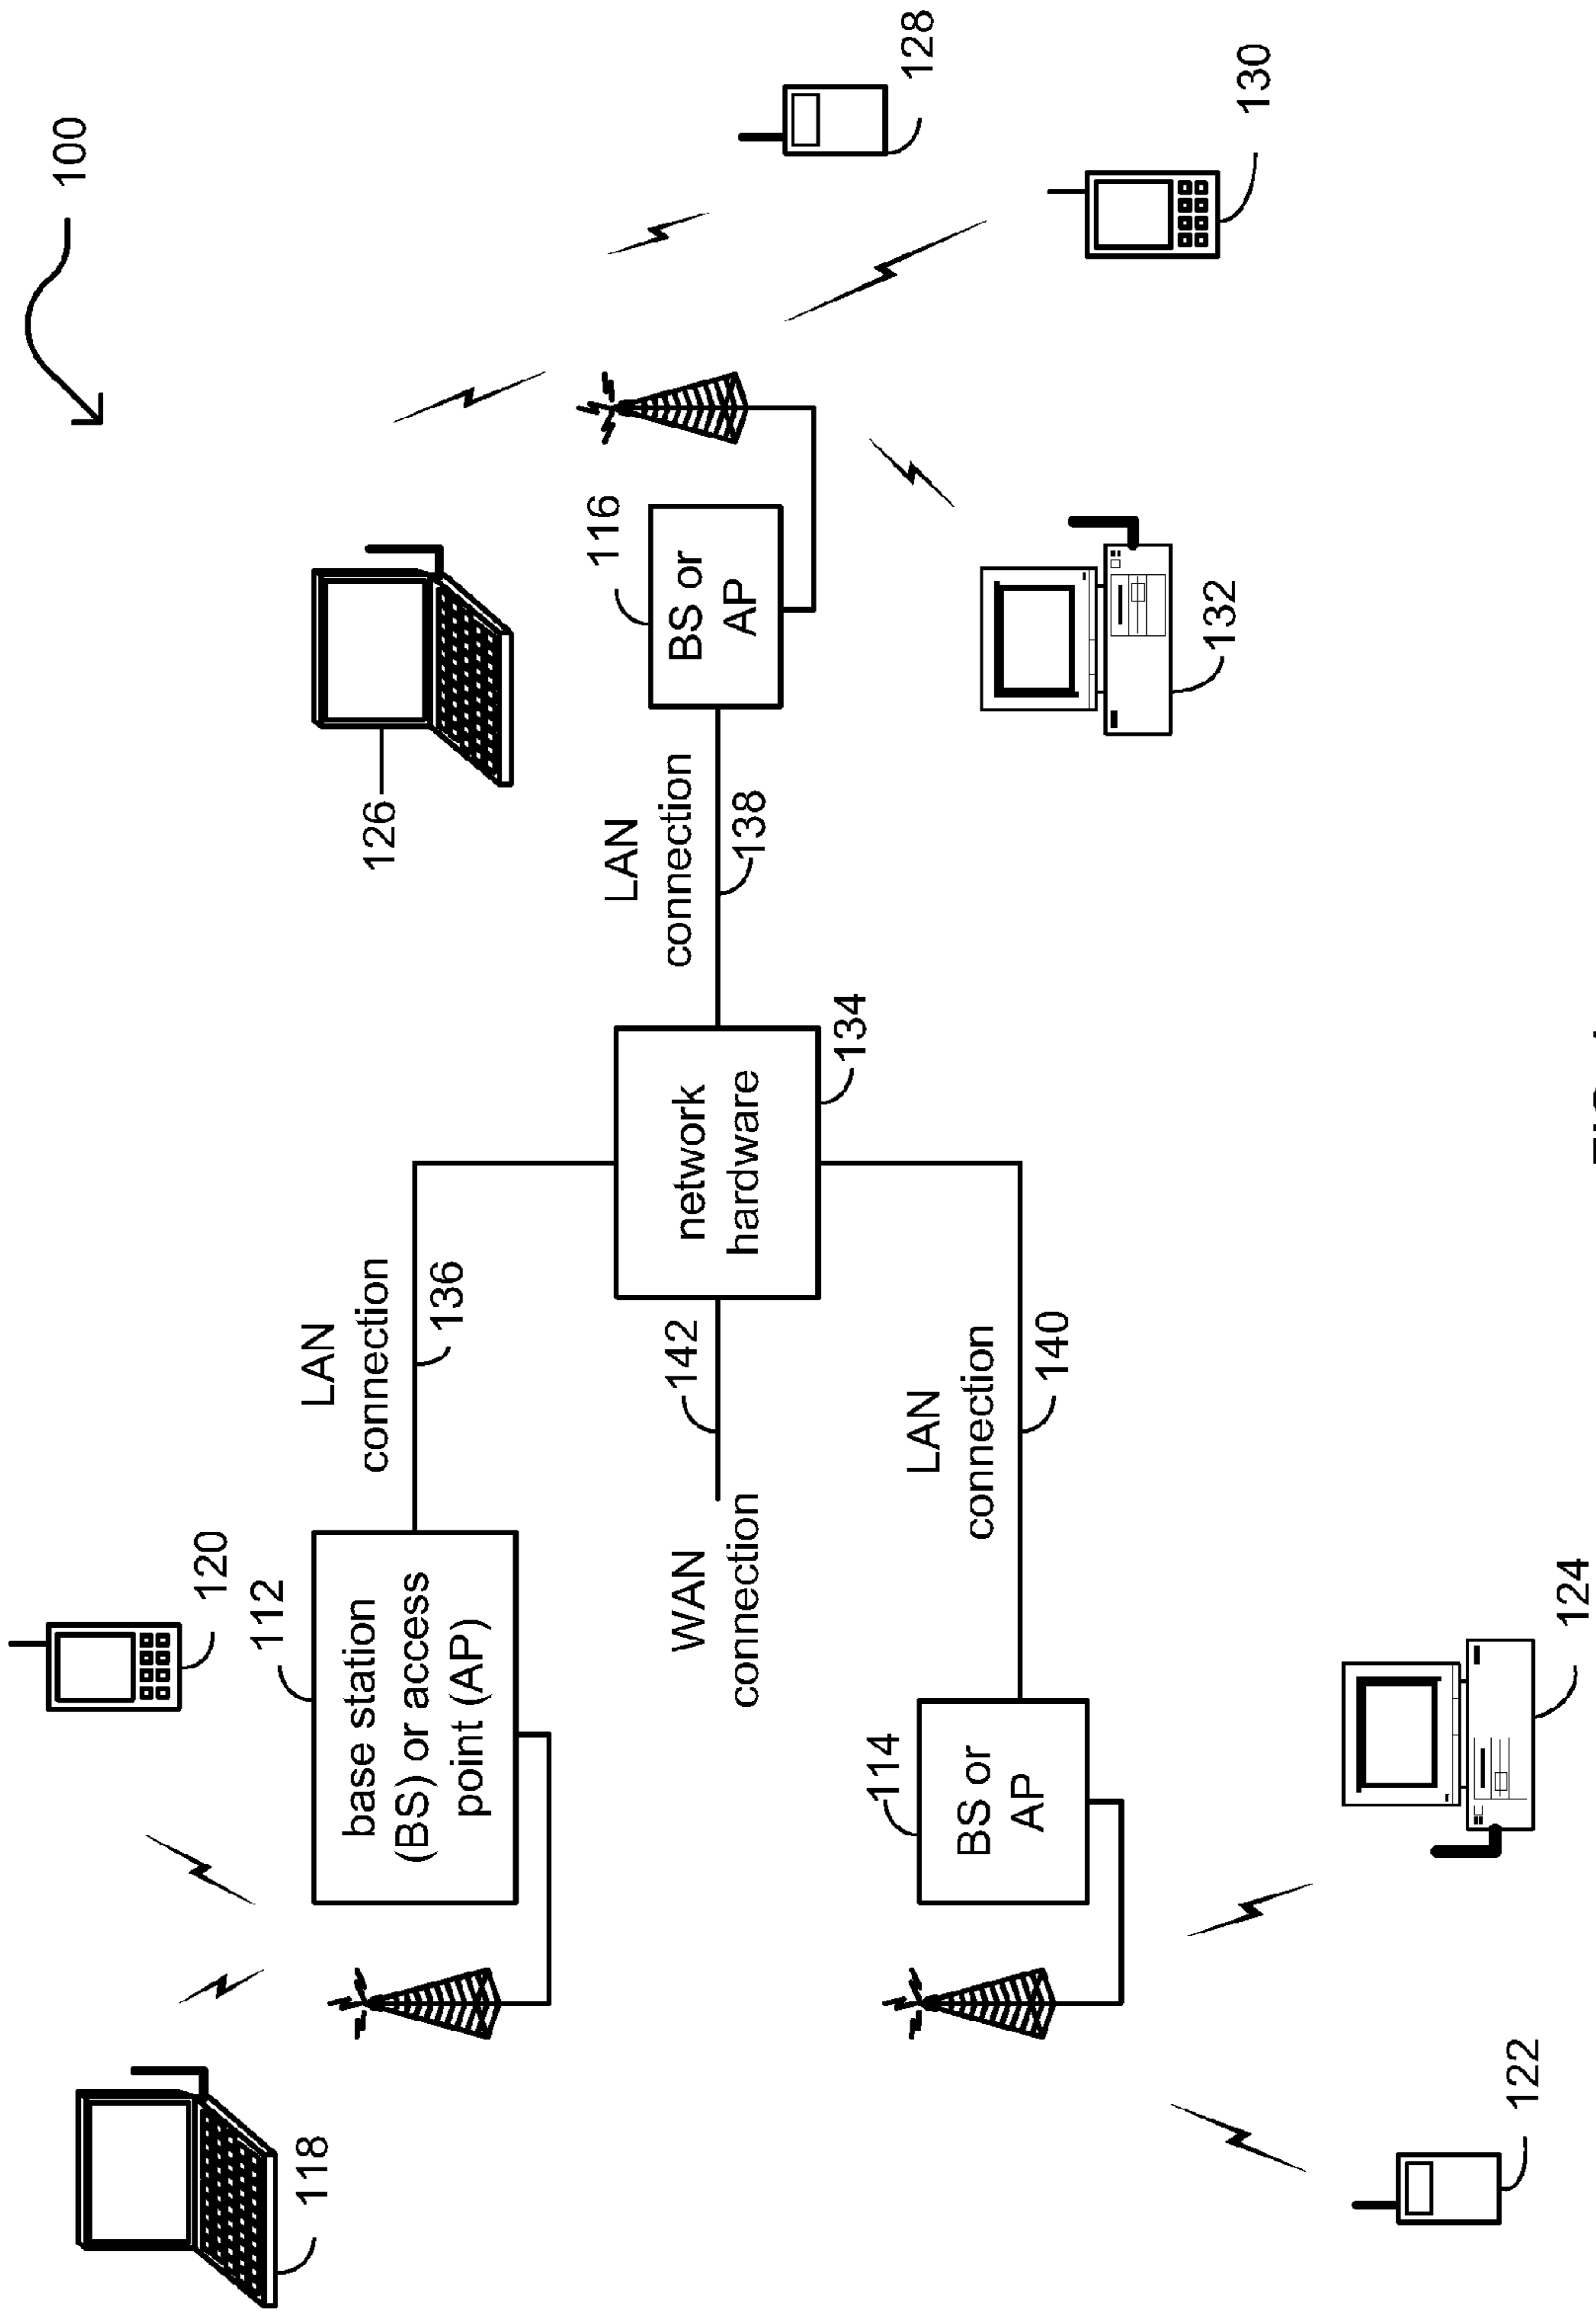 100
120
112
118
base station
(BS) or access
point (AP)
LAN
connection
136
126
116
BS or
AP
LAN
connection
138
128
142
WAN
connection
network
hardware
134
114
BS or
AP
LAN
connection
140
132
130
122
124